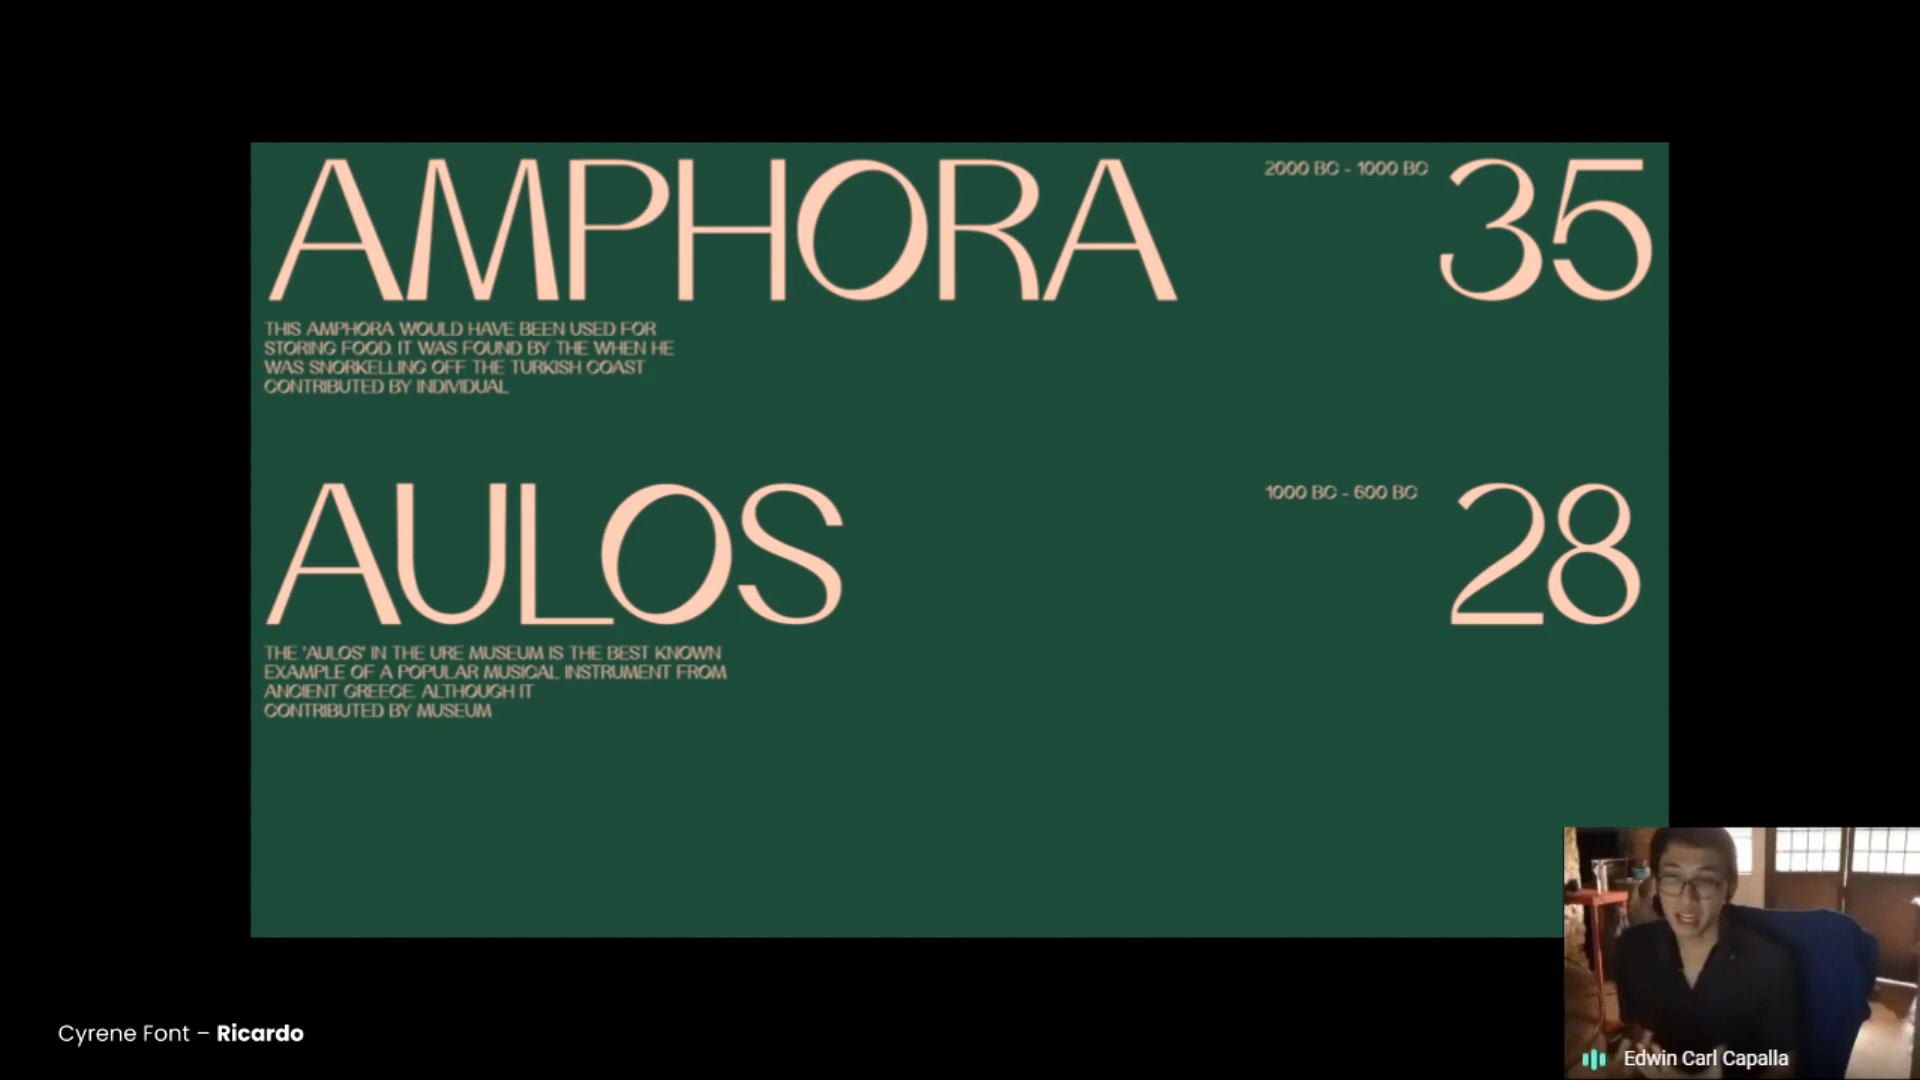 AMPHORA
2000 BC - 1000 BC
35
THIS AMPHORA WOULD HAVE BEEN USED FOR
STORING FOOD. IT WAS FOUND BY THE WHEN HE
WAS SNORKELLING OFF THE TURKISH COAST
CONTRIBUTED BY INDIVIDUAL
AULOS
1000 BC - 600 BC
28
THE 'AULOS' IN THE URE MUSEUM IS THE BEST KNOWN
EXAMPLE OF A POPULAR MUSICAL INSTRUMENT FROM
ANCIENT GREECE. ALTHOUGH IT
CONTRIBUTED BY MUSEUM
Cyrene Font – Ricardo
Edwin Carl Capalla